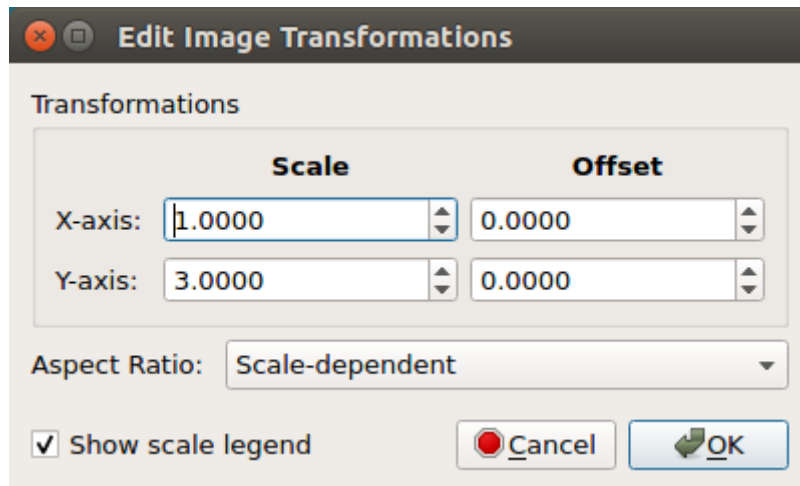 Edit Image Transformations
Transformations
Scale Offset
X-axis: 1.0000 0.0000
Y-axis: 3.0000 0.0000
Aspect Ratio: Scale-dependent
Show scale legend Cancel OK